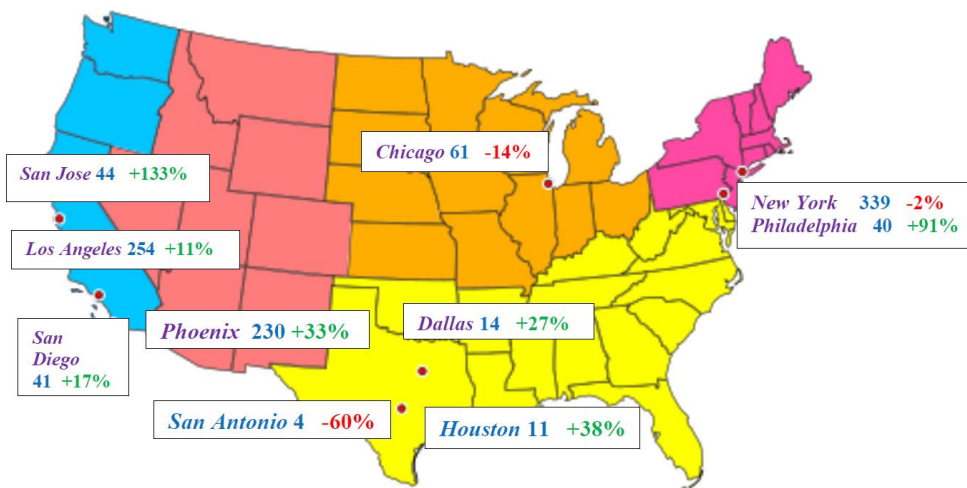 Chicago 61 -14%
San Jose 44 +133%
New York 339 -2%
Philadelphia 40 +91%
Los Angeles 254 +11%
Phoenix 230 +33%
Dallas 14 +27%
San
Diego
41 +17%
San Antonio 4 -60%
Houston 11 +38%